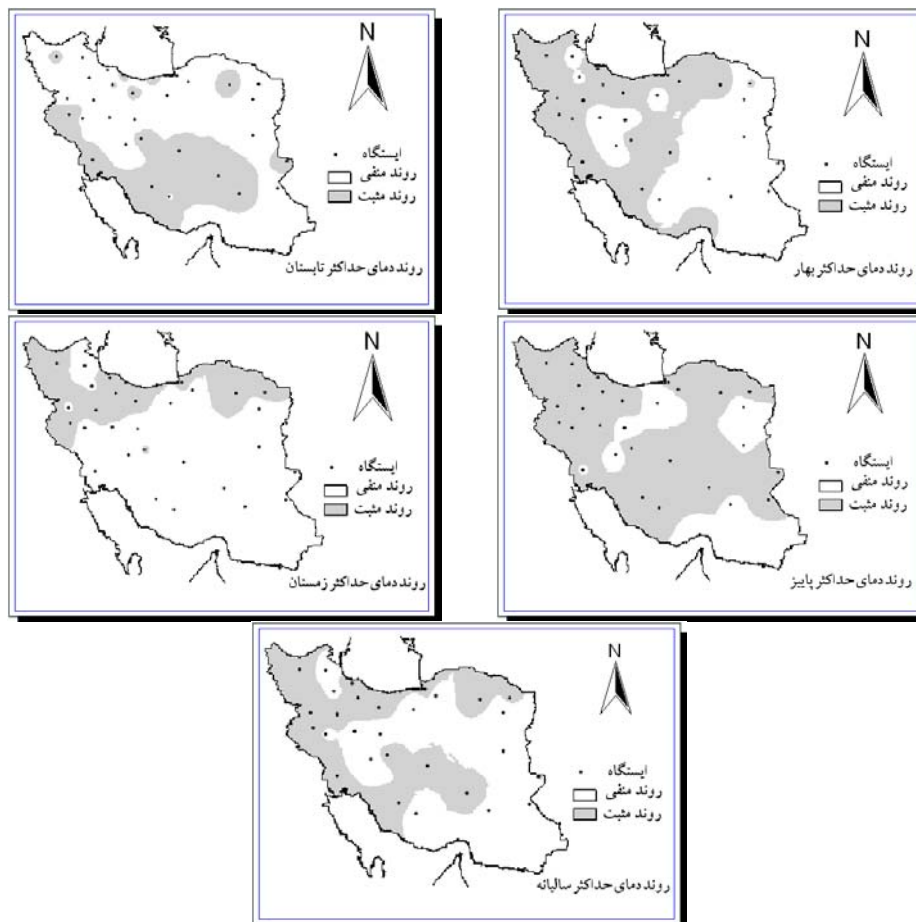 N
ایستگاه
روند منفی
روند مثبت
روند دمای حداکثر بهار
N
ایستگاه
روند منفی
روند مثبت
روند دمای حداکثر تابستان
N
ایستگاه
روند منفی
روند مثبت
روند دمای حداکثر پاییز
N
ایستگاه
روند منفی
روند مثبت
روند دمای حداکثر زمستان
N
ایستگاه
روند منفی
روند مثبت
روند دمای حداکثر سالیانه